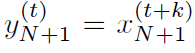 $y_{N+1}^{(t)} = x_{N+1}^{(t+k)}$